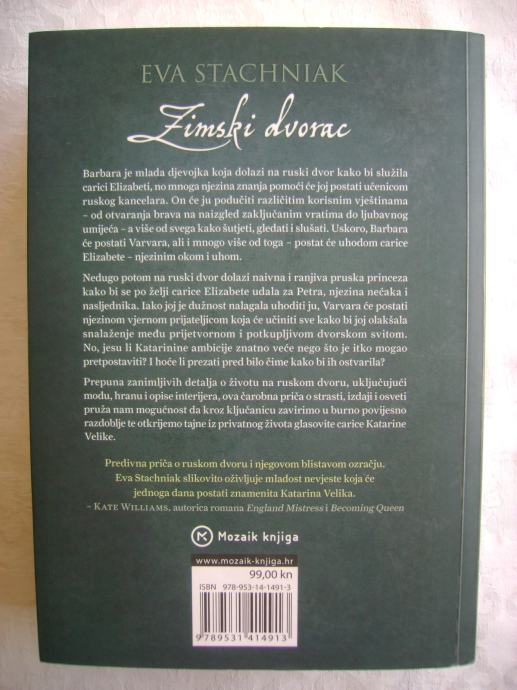 EVA STACHNIAK
Zimski dvorac
Barbara je mlada djevojka koja dolazi na ruski dvor kako bi služila
carici Elizabeti, no mnoga njezina znanja pomoći će joj postati učenicom
ruskog kancelara. On će ju podučiti različitim korisnim vještinama
– od otvaranja brava na naizgled zaključanim vratima do ljubavnog
umijeća – a više od svega kako šutjeti, gledati i slušati. Uskoro, Barbara
će postati Varvara, ali i mnogo više od toga – postat će uhodom carice
Elizabete – njezinim okom i uhom.
Nedugo potom na ruski dvor dolazi naivna i ranjiva pruska princeza
kako bi se po želji carice Elizabete udala za Petra, njezina nećaka i
nasljednika. Iako joj je dužnost nalagala uhoditi ju, Varvara će postati
njezinom vjernom prijateljicom koja će učiniti sve kako bi joj olakšala
snalaženje među prijetvornom i potkupljivom dvorskom svitom.
No, jesu li Katarinine ambicije znatno veće nego što je itko mogao
pretpostaviti? I hoće li prezati pred bilo čime kako bi ih ostvarila?
Prepuna zanimljivih detalja o životu na ruskom dvoru, uključujući
modu, hranu i opise interijera, ova čarobna priča o strasti, izdaji i osveti
pruža nam mogućnost da kroz ključanicu zavirimo u burno povijesno
razdoblje te otkrijemo tajne iz privatnog života glasovite carice Katarine
Velike.
Predivna priča o ruskom dvoru i njegovom blistavom ozračju.
Eva Stachniak slikovito oživljuje mladost nevjeste koja će
jednoga dana postati znamenita Katarina Velika.
– KATE WILLIAMS, autorica romana England Mistress i Becoming Queen
Mozaik knjiga
www.mozaik-knjiga.hr
99,00 kn
ISBN 978-953-14-1491-3
9 789531 414913